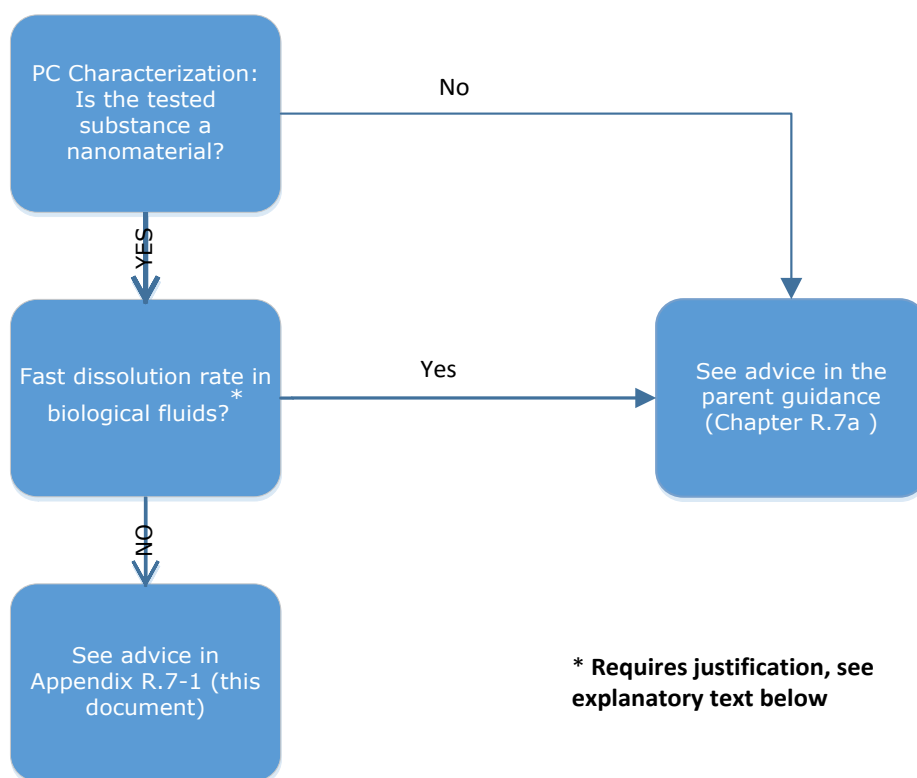 PC Characterization:
Is the tested
substance a
nanomaterial?
No
YES
Fast dissolution rate in
biological fluids?*
Yes
See advice in the
parent guidance
(Chapter R.7a )
NO
See advice in
Appendix R.7-1 (this
document)
* Requires justification, see
explanatory text below